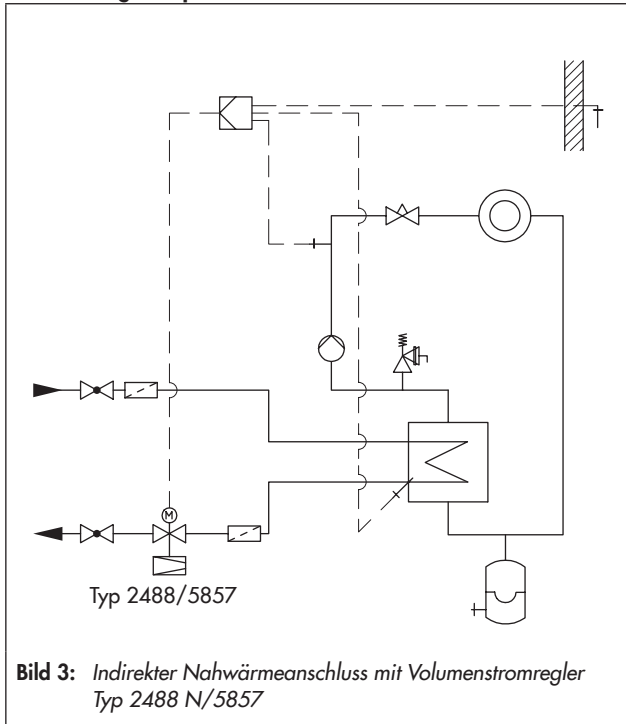 M
Typ 2488/5857
Bild 3: Indirekter Nahwärmeanschluss mit Volumenstromregler
Typ 2488 N/5857